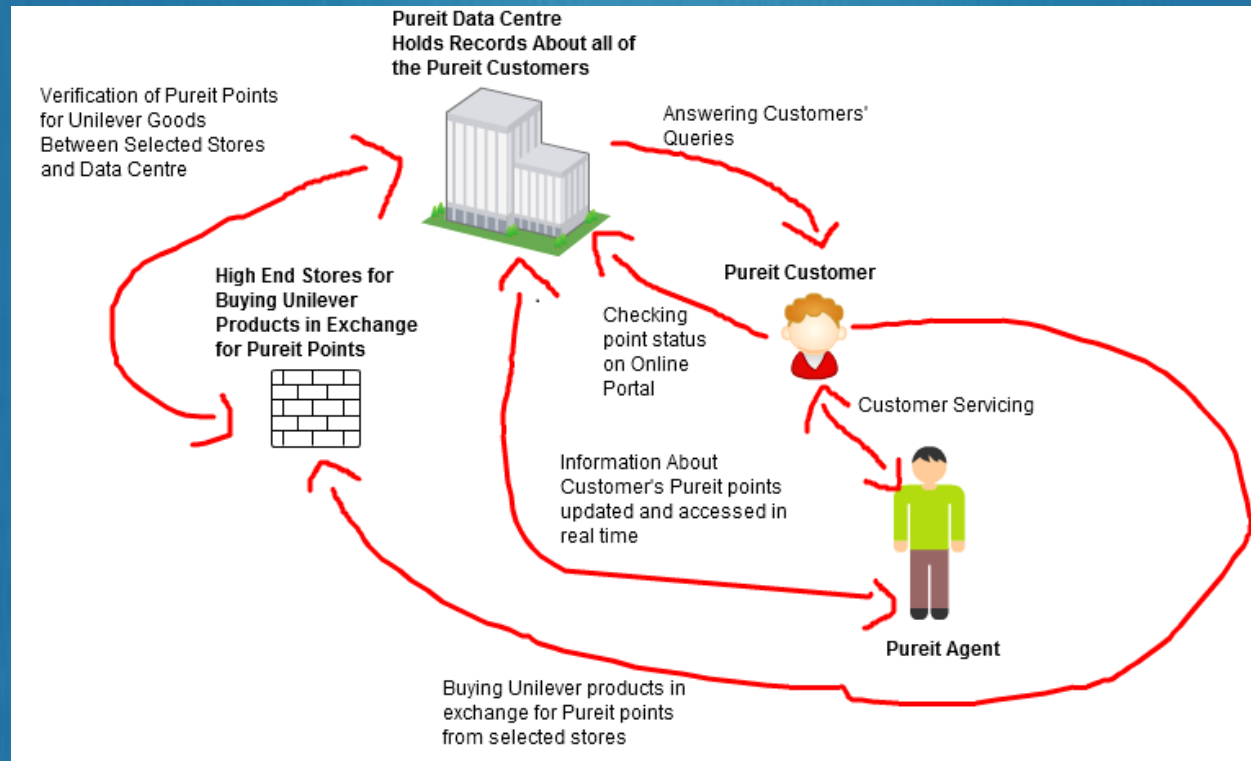 Pureit Data Centre
Holds Records About all of
the Pureit Customers
Verification of Pureit Points
for Unilever Goods
Between Selected Stores
and Data Centre
Answering Customers'
Queries
High End Stores for
Buying Unilever
Products in Exchange
for Pureit Points
Pureit Customer
Checking
point status
on Online
Portal
Customer Servicing
Information About
Customer's Pureit points
updated and accessed in
real time
Pureit Agent
Buying Unilever products in
exchange for Pureit points
from selected stores